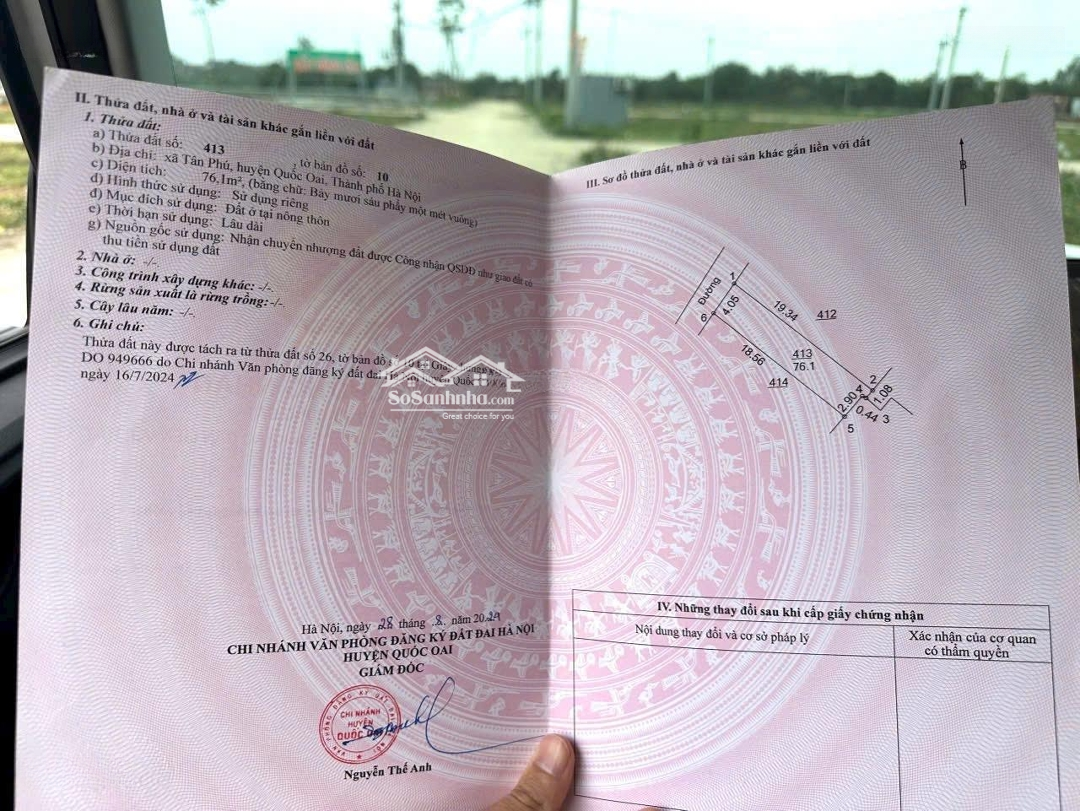 II. Thửa đất, nhà ở và tài sản khác gắn liền với đất
1. Thửa đất:
a) Thửa đất số: 413 , tờ bản đồ số: 10
b) Địa chỉ: xã Tân Phú, huyện Quốc Oai, Thành phố Hà Nội
c) Diện tích: 76,1m², (bằng chữ: Bảy mươi sáu phẩy một mét vuông)
d) Hình thức sử dụng: Sử dụng riêng
đ) Mục đích sử dụng: Đất ở tại nông thôn
e) Thời hạn sử dụng: Lâu dài
g) Nguồn gốc sử dụng: Nhận chuyển nhượng đất được Công nhận QSDĐ như giao đất có
thu tiền sử dụng đất
2. Nhà ở: -/-.
3. Công trình xây dựng khác: -/-.
4. Rừng sản xuất là rừng trồng: -/-.
5. Cây lâu năm: -/-.
6. Ghi chú:
Thửa đất này được tách ra từ thửa đất số 26, tờ bản đồ
DO 949666 do Chi nhánh Văn phòng đăng ký đất đai huyện Quốc
ngày 16/7/2024
SoSanhnha.com
Great choice for you
Hà Nội, ngày 28 tháng 8. năm 2024
CHI NHÁNH VĂN PHÒNG ĐĂNG KÝ ĐẤT ĐAI HÀ NỘI
HUYỆN QUỐC OAI
GIÁM ĐỐC
VĂN PHÒNG ĐĂNG KÝ ĐẤT ĐAI
CHI NHÁNH
HUYỆN
QUỐC
Nguyễn Thế Anh
III. Sơ đồ thửa đất, nhà ở và tài sản khác gắn liền với đất
B
Đường
1
4.05
6
19.34
412
18.56
413
76.1
414
2
4
1.08
2.90
0.44
3
5
IV. Những thay đổi sau khi cấp giấy chứng nhận
Nội dung thay đổi và cơ sở pháp lý
Xác nhận của cơ quan
có thẩm quyền